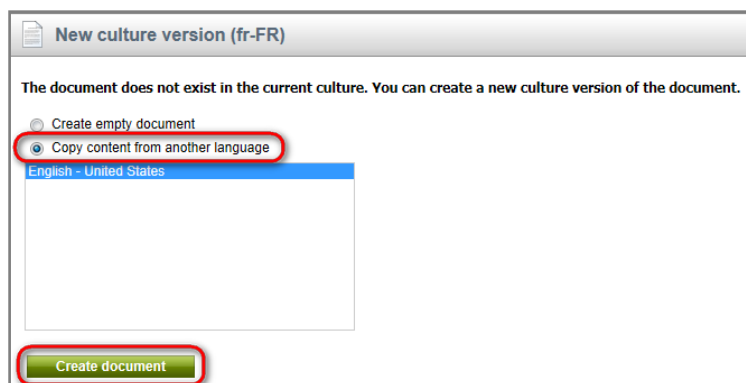 New culture version (fr-FR)
The document does not exist in the current culture. You can create a new culture version of the document.
Create empty document
Copy content from another language
English - United States
Create document